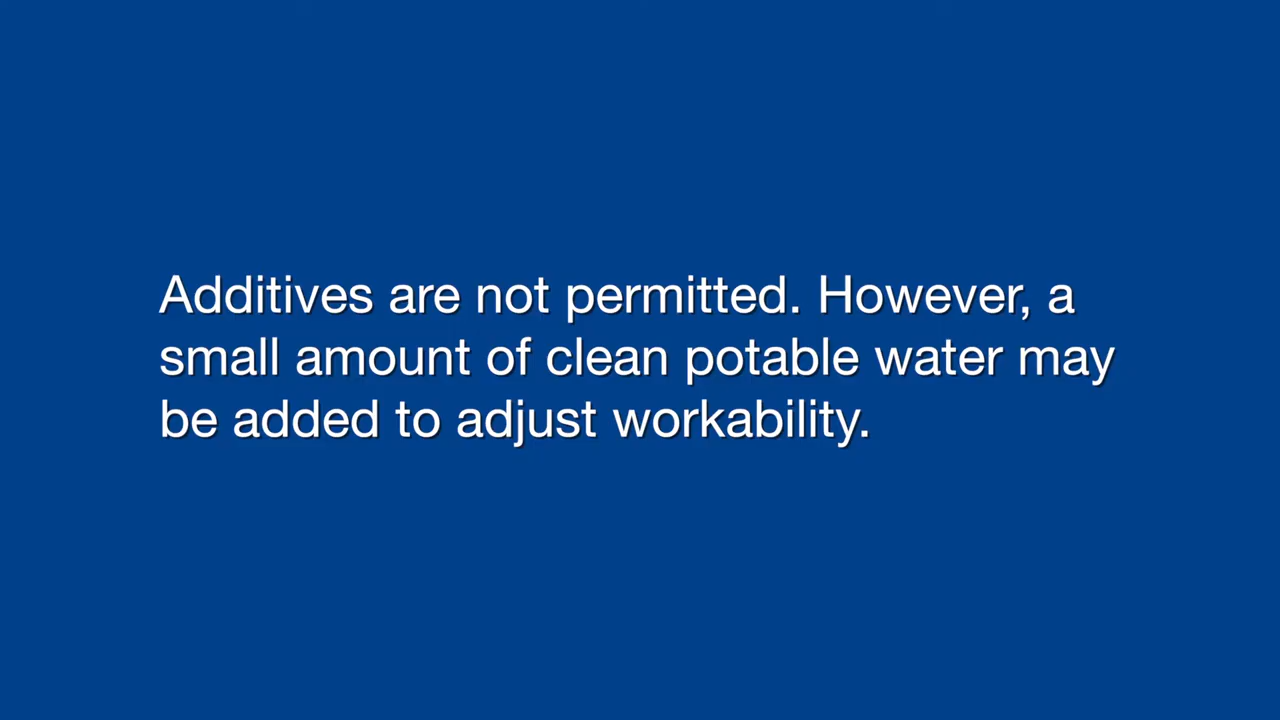 Additives are not permitted. However, a
small amount of clean potable water may
be added to adjust workability.